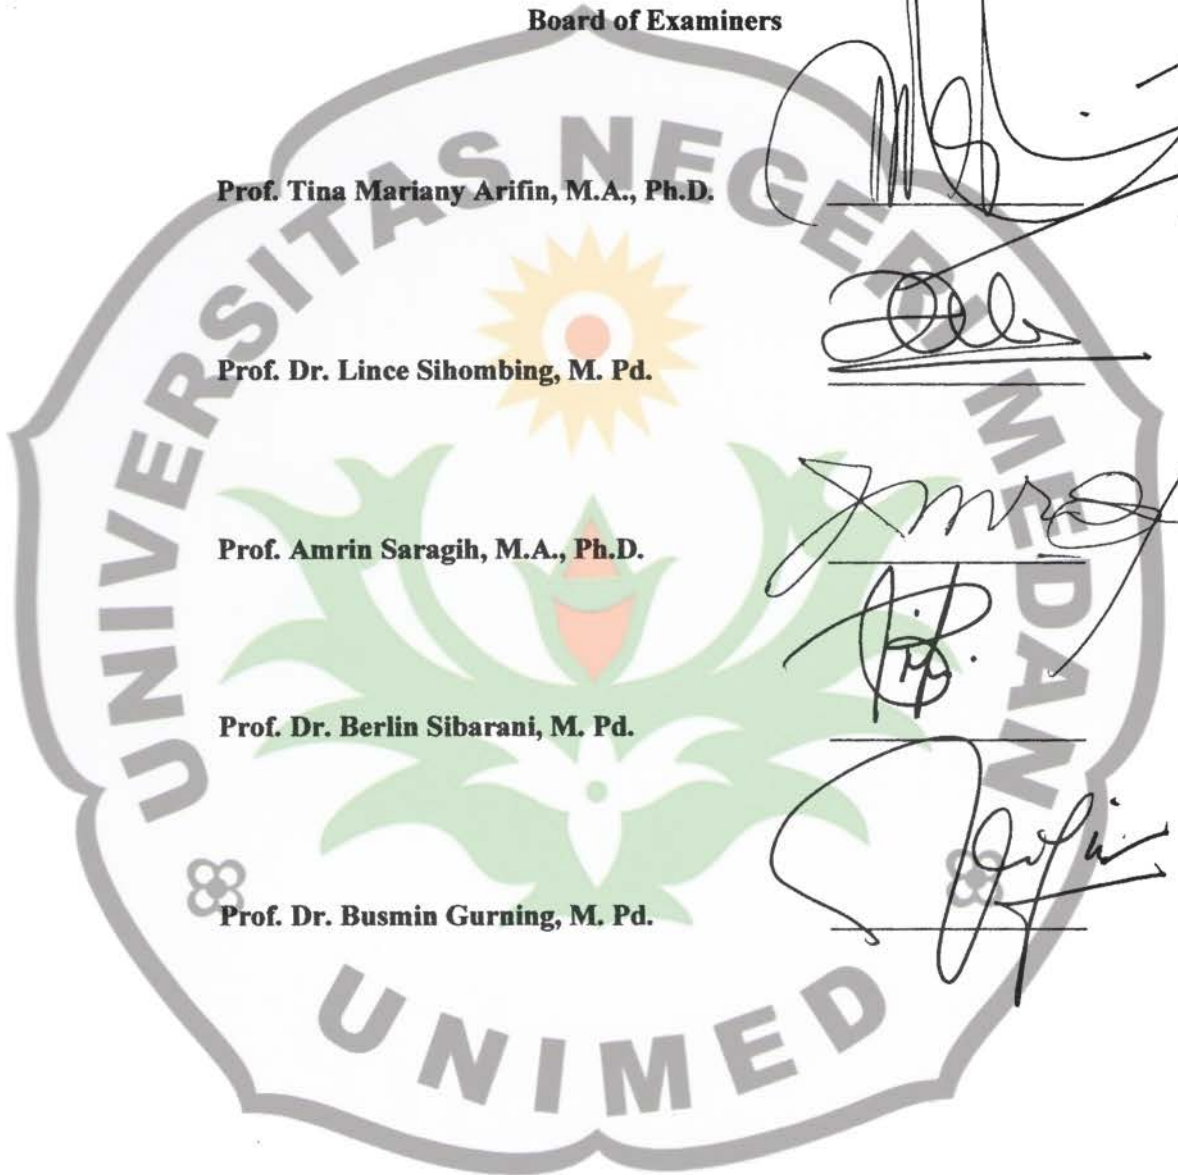 Board of Examiners
Prof. Tina Mariany Arifin, M.A., Ph.D.
Prof. Dr. Lince Sihombing, M. Pd.
Prof. Amrin Saragih, M.A., Ph.D.
Prof. Dr. Berlin Sibarani, M. Pd.
Prof. Dr. Busmin Gurning, M. Pd.
UNIVERSITAS NEGERI MEDAN
UNIMED